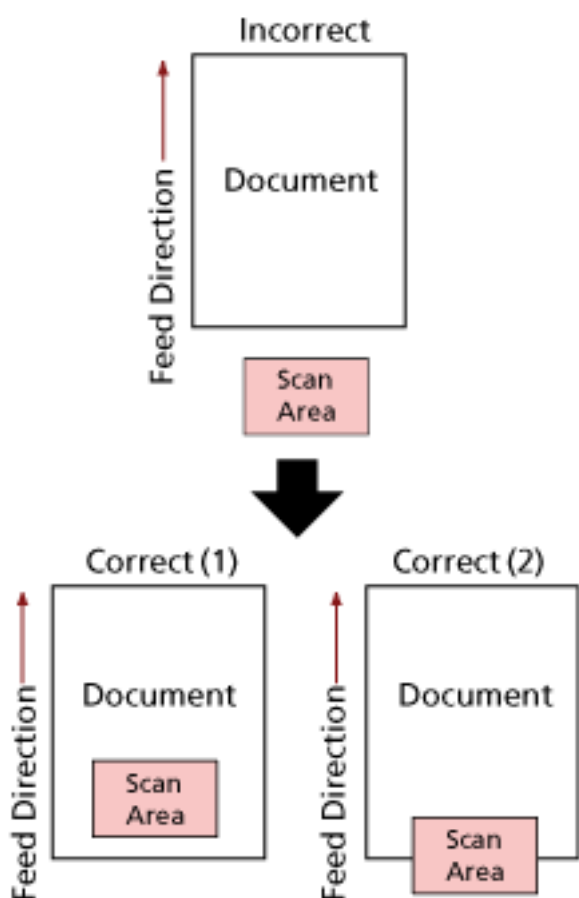 Incorrect
Feed Direction
Document
Scan
Area
Correct (1)
Feed Direction
Document
Scan
Area
Correct (2)
Feed Direction
Document
Scan
Area